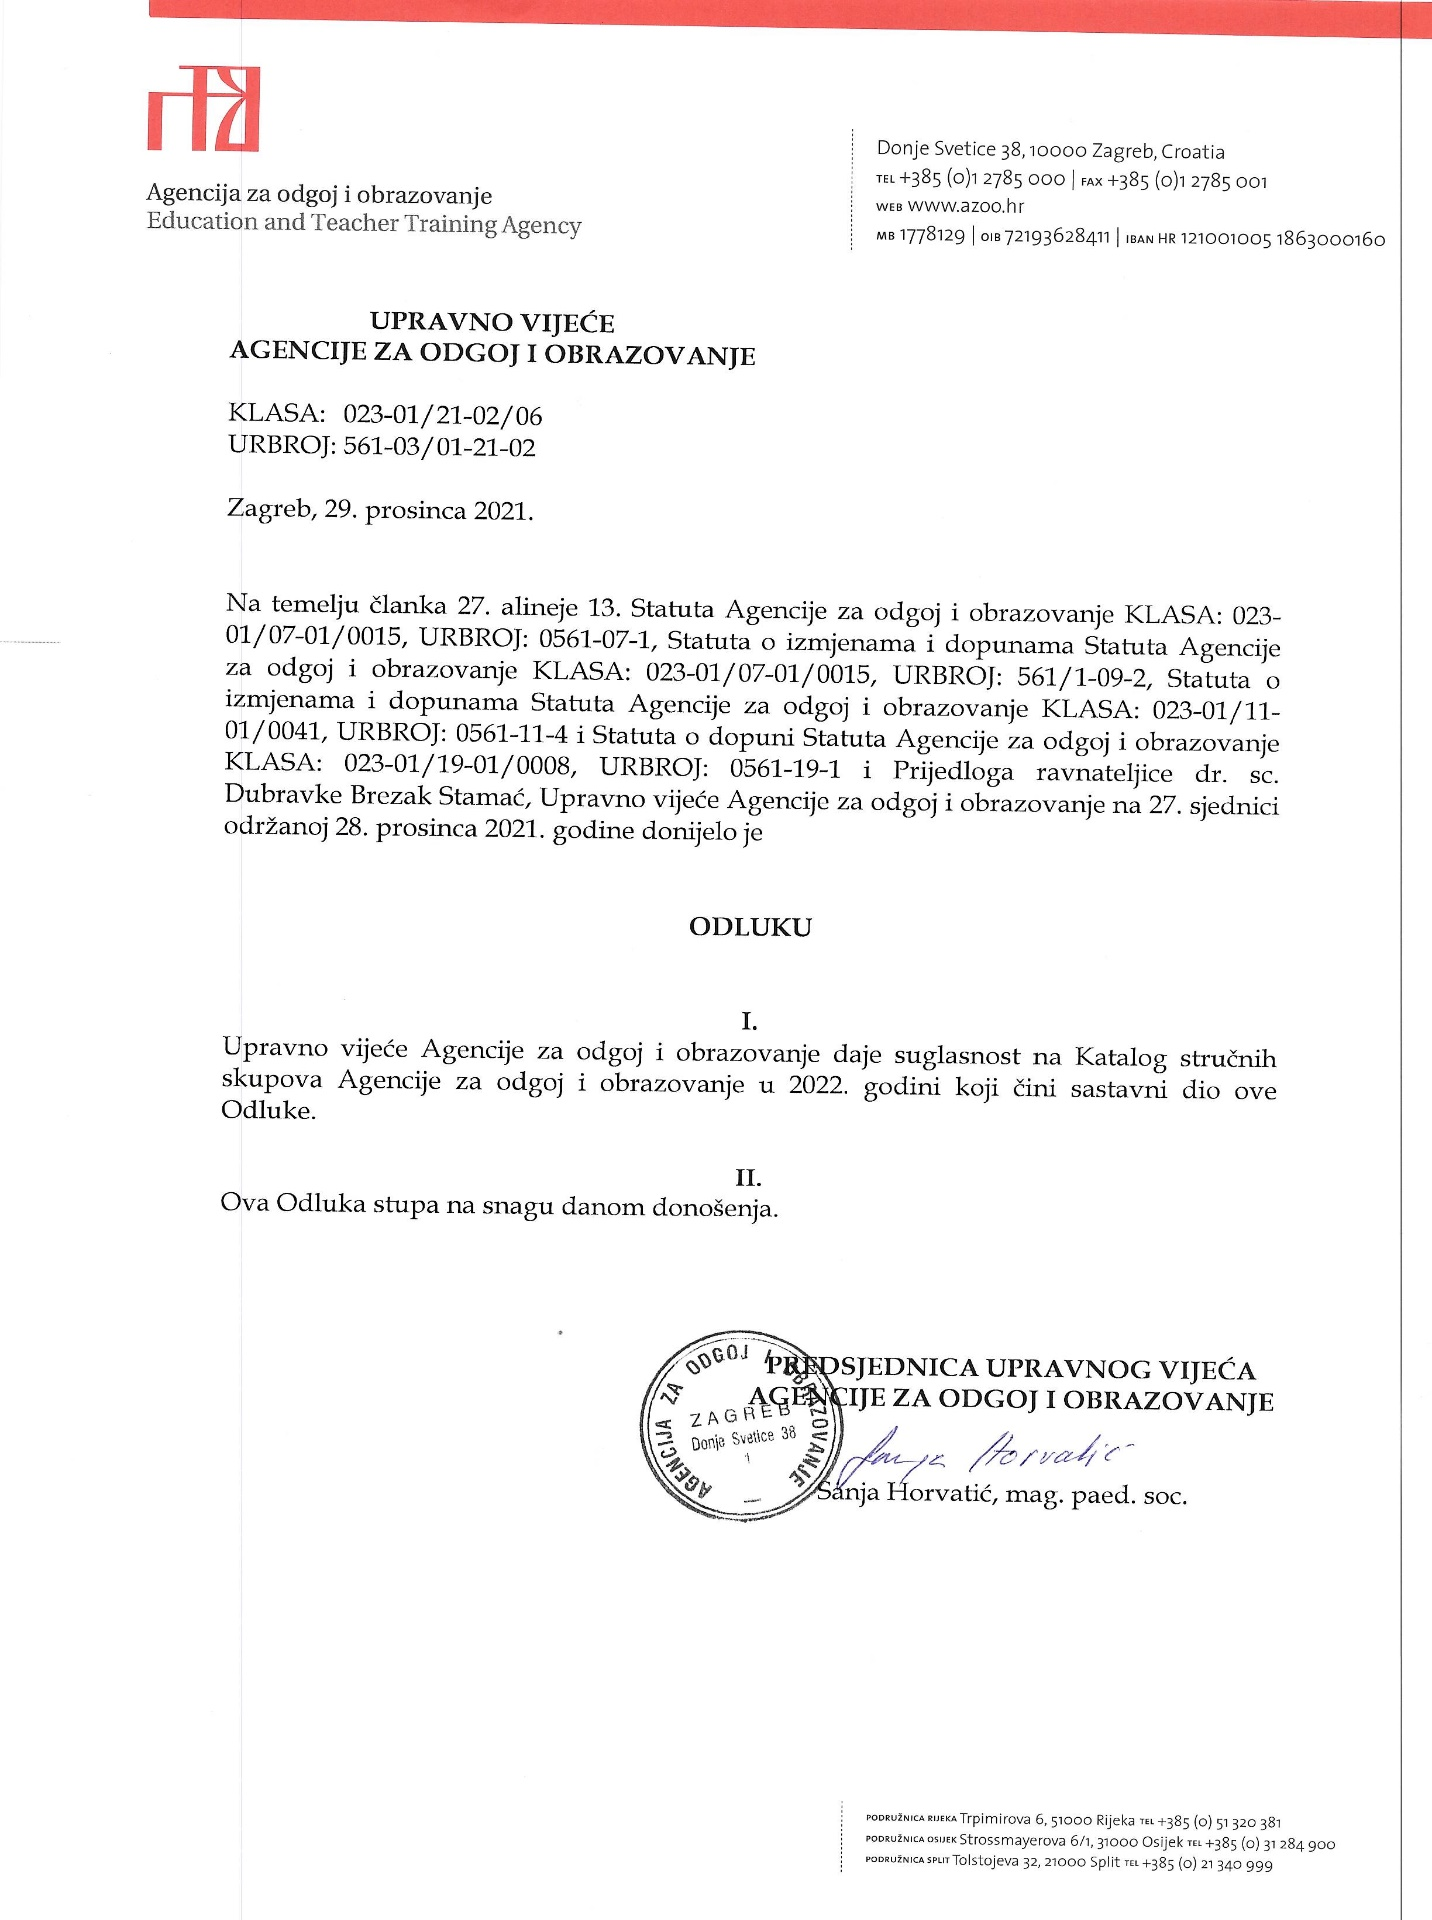 Agencija za odgoj i obrazovanje
Education and Teacher Training Agency
Donje Svetice 38, 10000 Zagreb, Croatia
TEL +385 (0)1 2785 000 | FAX +385 (0)1 2785 001
WEB www.azoo.hr
MB 1778129 | OIB 72193628411 | IBAN HR 121001005 1863000160
UPRAVNO VIJEĆE
AGENCIJE ZA ODGOJ I OBRAZOVANJE
KLASA: 023-01/21-02/06
URBROJ: 561-03/01-21-02
Zagreb, 29. prosinca 2021.
Na temelju članka 27. alineje 13. Statuta Agencije za odgoj i obrazovanje KLASA: 023-
01/07-01/0015, URBROJ: 0561-07-1, Statuta o izmjenama i dopunama Statuta Agencije
za odgoj i obrazovanje KLASA: 023-01/07-01/0015, URBROJ: 561/1-09-2, Statuta o
izmjenama i dopunama Statuta Agencije za odgoj i obrazovanje KLASA: 023-01/11-
01/0041, URBROJ: 0561-11-4 i Statuta o dopuni Statuta Agencije za odgoj i obrazovanje
KLASA: 023-01/19-01/0008, URBROJ: 0561-19-1 i Prijedloga ravnateljice dr. sc.
Dubravke Brezak Stamać, Upravno vijeće Agencije za odgoj i obrazovanje na 27. sjednici
održanoj 28. prosinca 2021. godine donijelo je
ODLUKU
I.
Upravno vijeće Agencije za odgoj i obrazovanje daje suglasnost na Katalog stručnih
skupova Agencije za odgoj i obrazovanje u 2022. godini koji čini sastavni dio ove
Odluke.
II.
Ova Odluka stupa na snagu danom donošenja.
PREDSJEDNICA UPRAVNOG VIJEĆA
AGENCIJE ZA ODGOJ I OBRAZOVANJE
AGENCIJA ZA ODGOJ I OBRAZOVANJE
ZAGREB
Donje Svetice 38
1
Sanja Horvatić
Sanja Horvatić, mag. paed. soc.
PODRUŽNICA RIJEKA Trpimirova 6, 51000 Rijeka TEL +385 (0) 51 320 381
PODRUŽNICA OSIJEK Strossmayerova 6/1, 31000 Osijek TEL +385 (0) 31 284 900
PODRUŽNICA SPLIT Tolstojeva 32, 21000 Split TEL +385 (0) 21 340 999